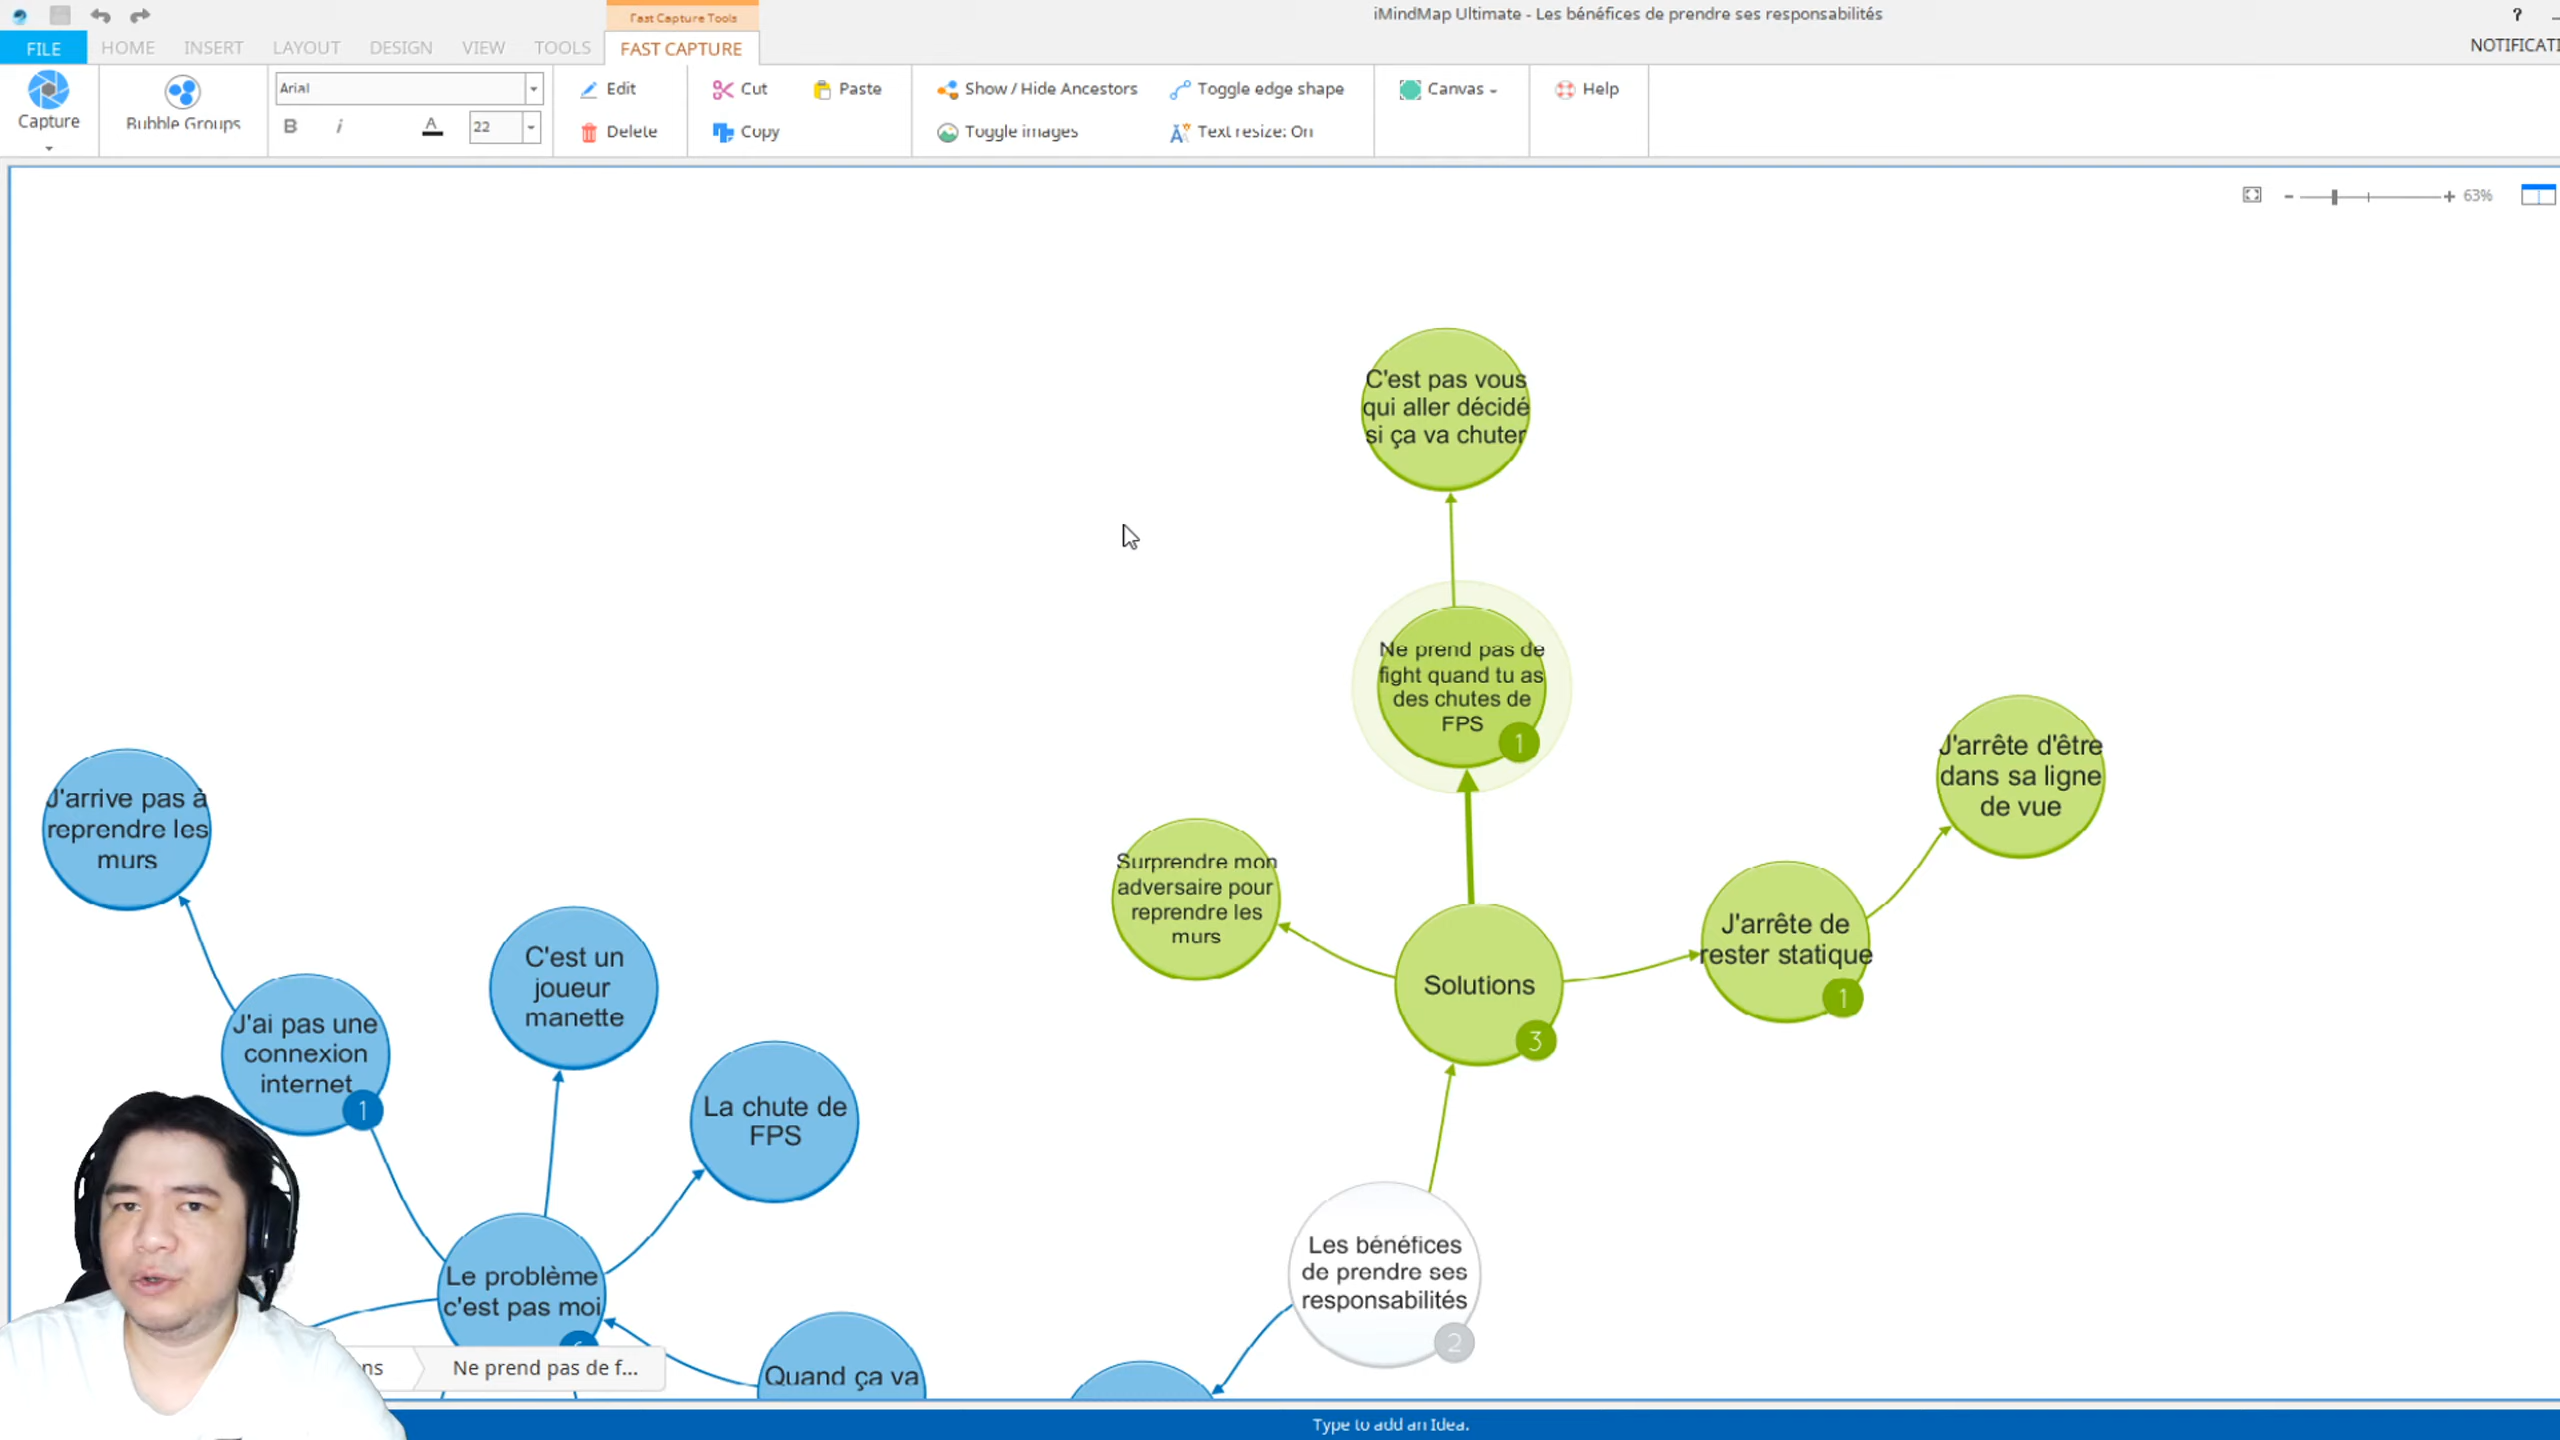 Fast Capture Tools
iMindMap Ultimate - Les bénéfices de prendre ses responsabilités
?
FILE
HOME
INSERT
LAYOUT
DESIGN
VIEW
TOOLS
FAST CAPTURE
Capture
Bubble Groups
Arial
B
i
A
22
Edit
Delete
Cut
Copy
Paste
Show / Hide Ancestors
Toggle images
Toggle edge shape
Text resize: On
Canvas
Help
63%
C'est pas vous
qui aller décidé
si ça va chuter
Ne prend pas de
fight quand tu as
des chutes de
FPS
1
J'arrête d'être
dans sa ligne
de vue
J'arrive pas à
reprendre les
murs
Surprendre mon
adversaire pour
reprendre les
murs
J'arrête de
rester statique
1
C'est un
joueur
manette
Solutions
3
J'ai pas une
connexion
internet
1
La chute de
FPS
Les bénéfices
de prendre ses
responsabilités
2
Le problème
c'est pas moi
Quand ça va
Ne prend pas de f...
Type to add an Idea.